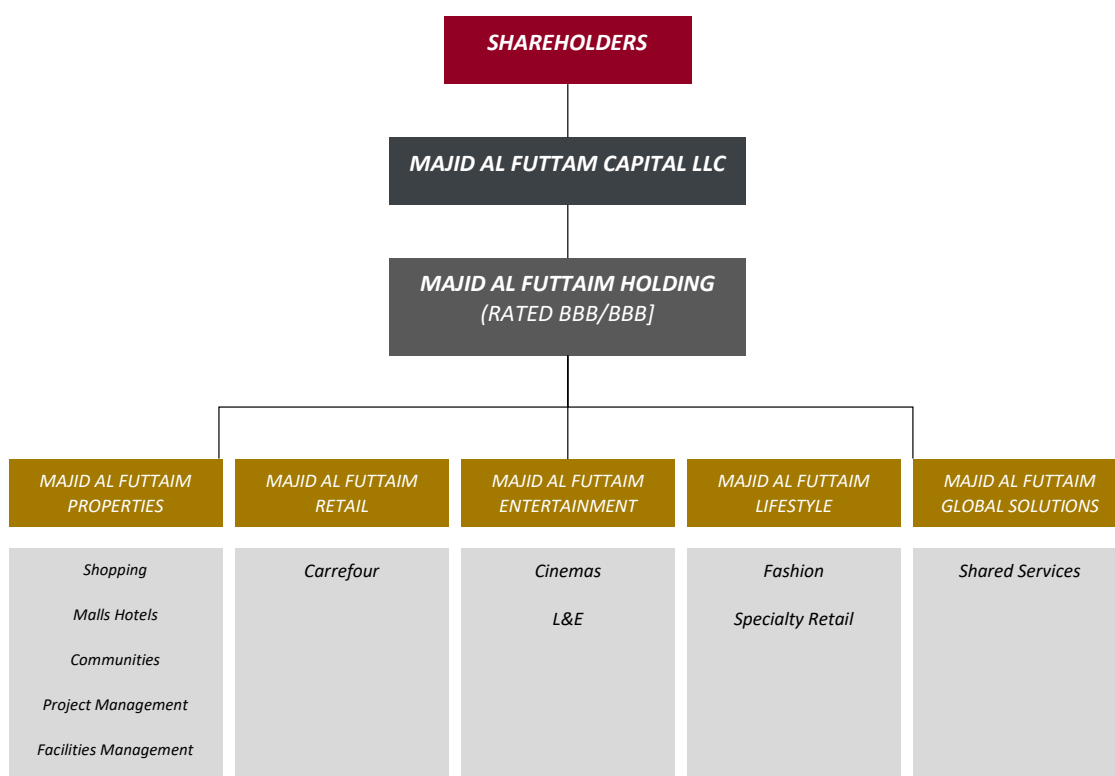 SHAREHOLDERS
MAJID AL FUTTAM CAPITAL LLC
MAJID AL FUTTAIM HOLDING
(RATED BBB/BBB]
MAJID AL FUTTAIM
PROPERTIES
MAJID AL FUTTAIM
RETAIL
MAJID AL FUTTAIM
ENTERTAINMENT
MAJID AL FUTTAIM
LIFESTYLE
MAJID AL FUTTAIM
GLOBAL SOLUTIONS
Shopping
Malls Hotels
Communities
Project Management
Facilities Management
Carrefour
Cinemas
L&E
Fashion
Specialty Retail
Shared Services